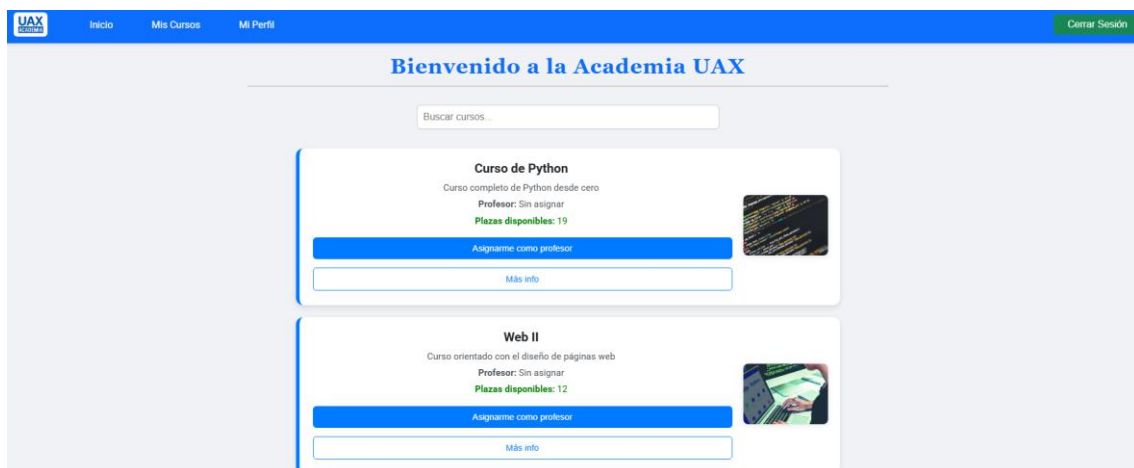 UAX
ACADEMIA
Inicio
Mis Cursos
Mi Perfil
Cerrar Sesión
Bienvenido a la Academia UAX
Buscar cursos...
Curso de Python
Curso completo de Python desde cero
Profesor: Sin asignar
Plazas disponibles: 19
Asignarme como profesor
Más info
Web II
Curso orientado con el diseño de páginas web
Profesor: Sin asignar
Plazas disponibles: 12
Asignarme como profesor
Más info